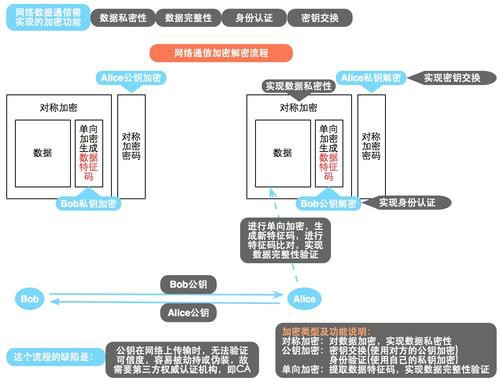 网络数据通信需
实现的加密功能
数据私密性
数据完整性
身份认证
密钥交换
网络通信加密解密流程
Alice公钥加密
对称加密
数据
单向
加密
生成
数据
特征
码
对称
加密
密码
Bob私钥加密
实现数据私密性
Alice私钥解密
实现密钥交换
对称加密
数据
单向
加密
生成
数据
特征
码
对称
加密
密码
Bob公钥解密
实现身份认证
进行单向加密，生
成新特征码，进行
特征码比对，实现
数据完整性验证
Bob公钥
Bob
Alice
Alice公钥
这个流程的缺陷是：
公钥在网络上传输时，无法验证
可信度，容易被劫持或伪装，故
需要第三方权威认证机构，即CA
加密类型及功能说明：
对称加密：对数据加密，实现数据私密性
公钥加密：密钥交换(使用对方的公钥加密)
身份验证(使用自己的私钥加密)
单向加密：提取数据特征码，实现数据完整性